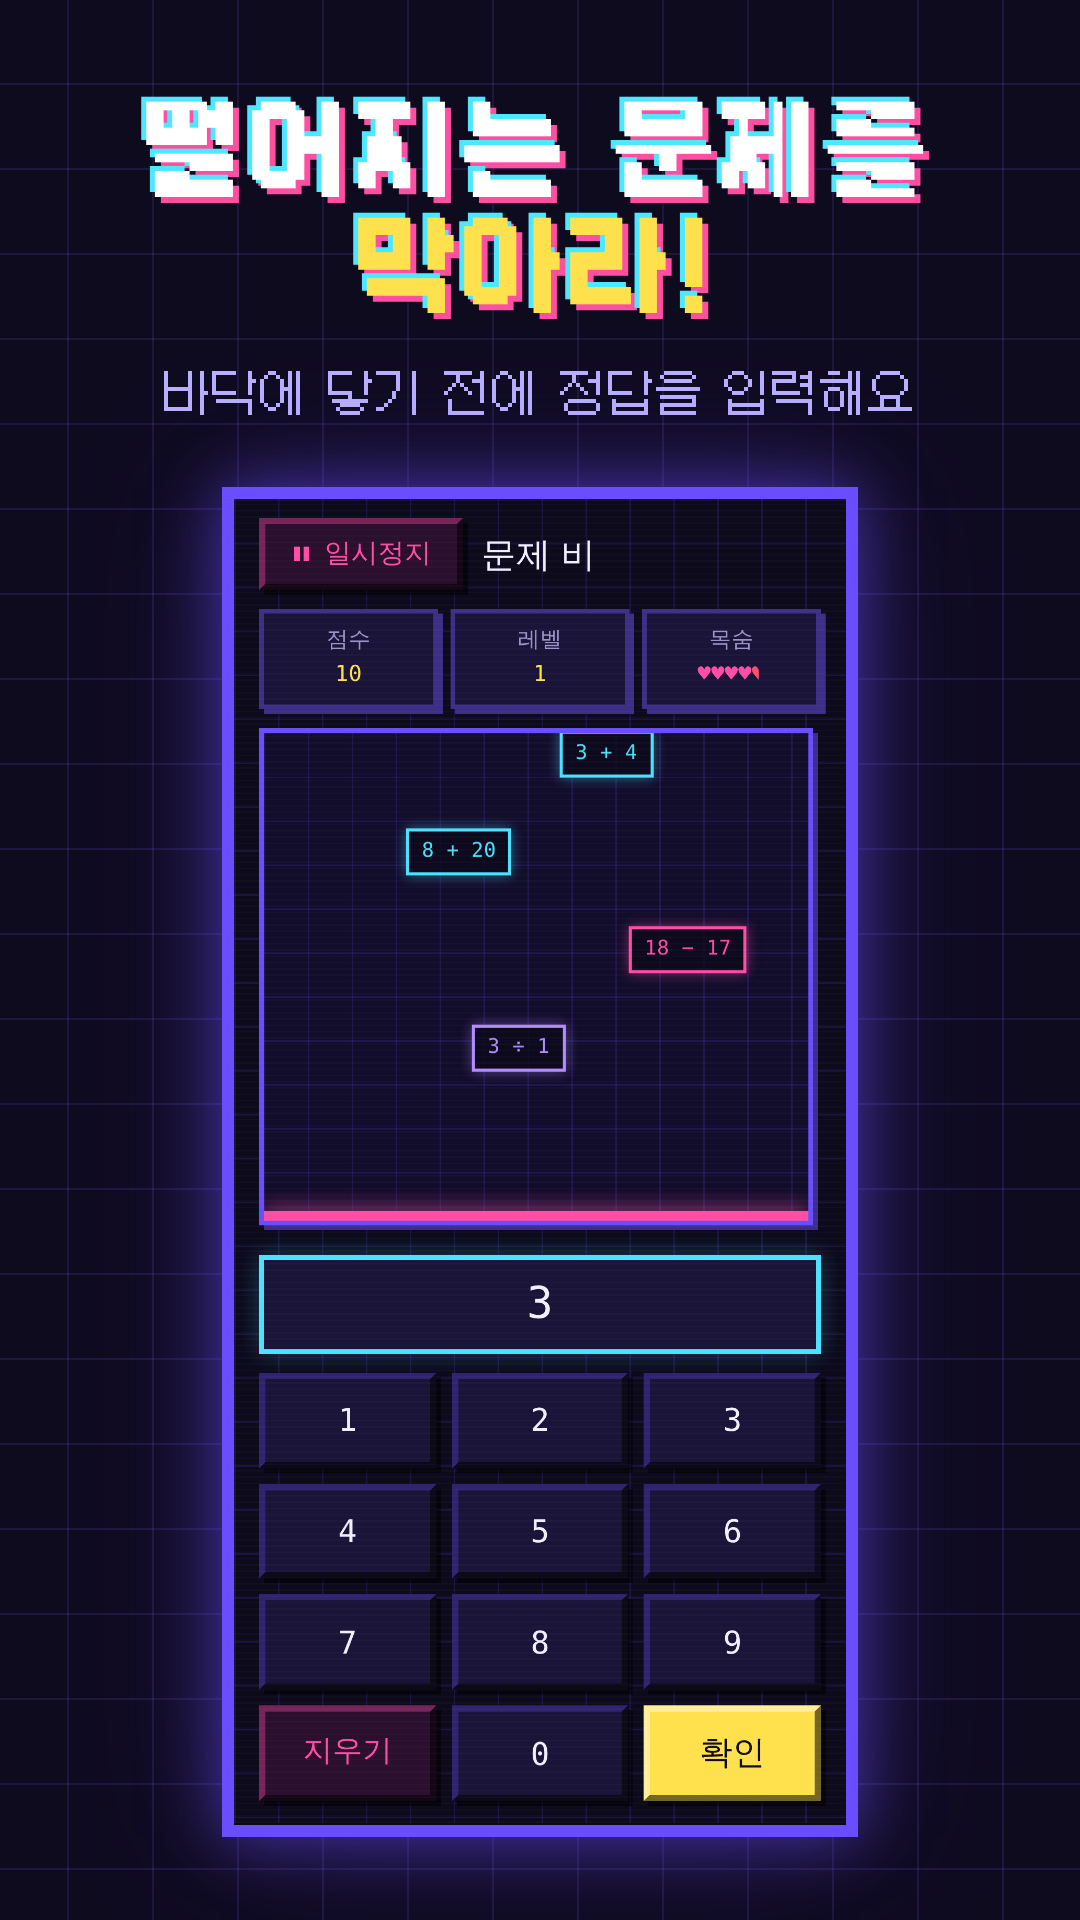 떨어지는 문제를
막아라!
바닥에 닿기 전에 정답을 입력해요
일시정지 문제 비
점수 레벨 목숨
10 1 ♥♥♥♥
3 + 4
8 + 20
18 − 17
3 ÷ 1
3
1 2 3
4 5 6
7 8 9
지우기 0 확인